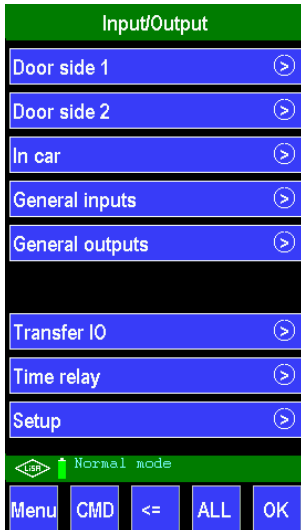 Input/Output
Door side 1
Door side 2
In car
General inputs
General outputs
Transfer IO
Time relay
Setup
LiSA Normal mode
Menu CMD <= ALL OK